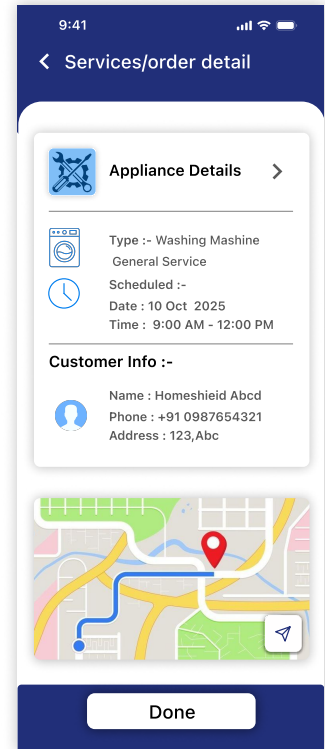 9:41
Services/order detail
Appliance Details
Type :- Washing Mashine
General Service
Scheduled :-
Date : 10 Oct 2025
Time : 9:00 AM - 12:00 PM
Customer Info :-
Name : Homeshieid Abcd
Phone : +91 0987654321
Address : 123,Abc
Done